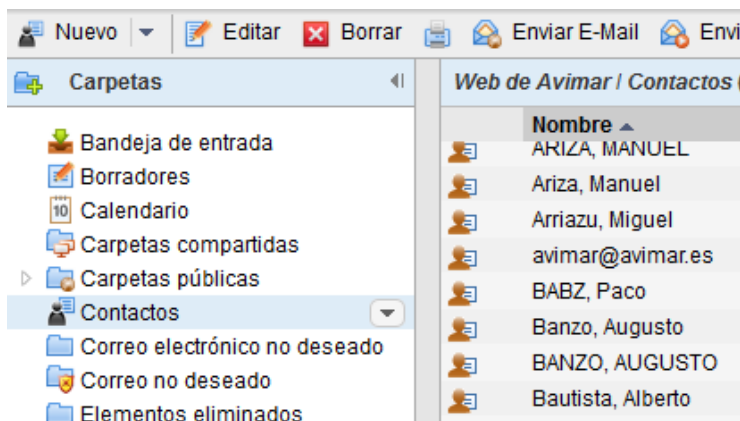 Nuevo Editar Borrar Enviar E-Mail
Carpetas
Bandeja de entrada
Borradores
10 Calendario
Carpetas compartidas
Carpetas públicas
Contactos
Correo electrónico no deseado
Correo no deseado
Elementos eliminados
Web de Avimar / Contactos
Nombre
ARIZA, MANUEL
Ariza, Manuel
Arriazu, Miguel
avimar@avimar.es
BABZ, Paco
Banzo, Augusto
BANZO, AUGUSTO
Bautista, Alberto